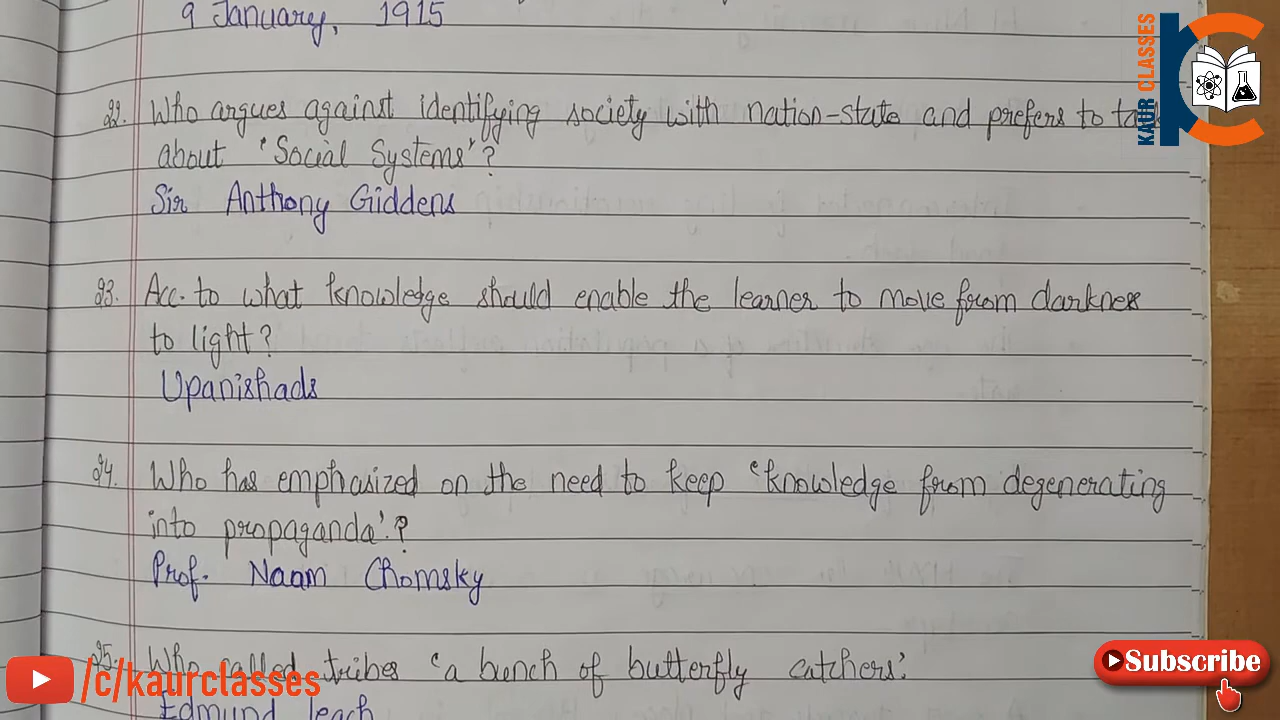 9 January, 1915
KAUR CLASSES
22. Who argues against identifying society with nation-state and prefers to
about 'Social Systems'?
Sir Anthony Giddens
23. Acc. to what knowledge should enable the learner to move from darkness
to light?
Upanishads
24. Who has emphasized on the need to keep 'knowledge from degenerating
into propaganda'.?
Prof. Naam Chomsky
25. Who called tribes 'a bunch of butterfly catchers'
/c/kaurclasses
Subscribe
Edmund leach